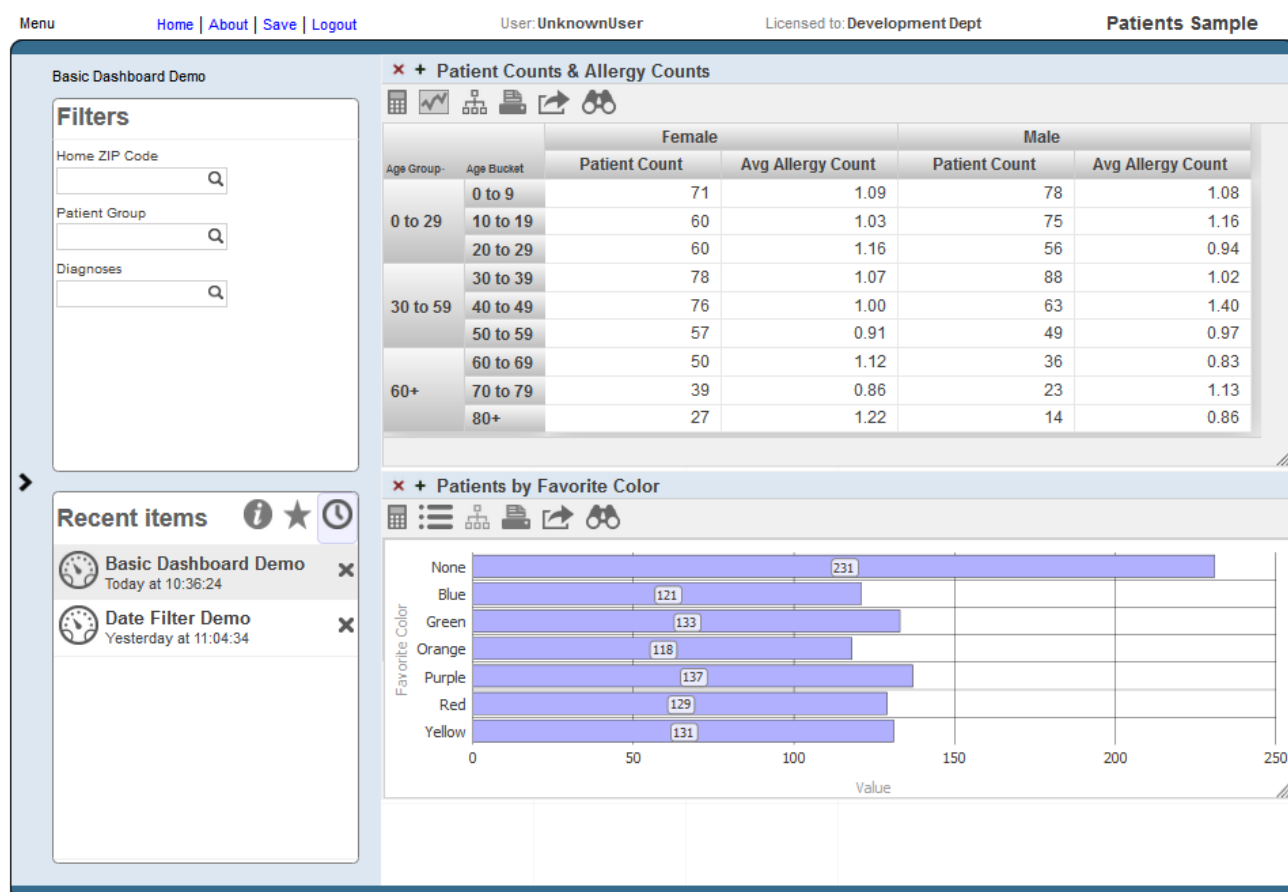 Menu Home | About | Save | Logout User: UnknownUser Licensed to: Development Dept Patients Sample
Basic Dashboard Demo
Filters
Home ZIP Code
Patient Group
Diagnoses
Recent items
Basic Dashboard Demo
Today at 10:36:24
Date Filter Demo
Yesterday at 11:04:34
Patient Counts & Allergy Counts
Female Male
Age Group- Age Bucket Patient Count Avg Allergy Count Patient Count Avg Allergy Count
0 to 29 0 to 9 71 1.09 78 1.08
10 to 19 60 1.03 75 1.16
20 to 29 60 1.16 56 0.94
30 to 59 30 to 39 78 1.07 88 1.02
40 to 49 76 1.00 63 1.40
50 to 59 57 0.91 49 0.97
60+ 60 to 69 50 1.12 36 0.83
70 to 79 39 0.86 23 1.13
80+ 27 1.22 14 0.86
Patients by Favorite Color
Favorite Color
None 231
Blue 121
Green 133
Orange 118
Purple 137
Red 129
Yellow 131
0 50 100 150 200 250
Value